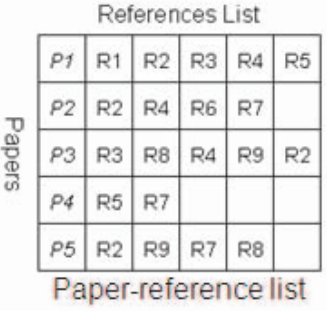 References List
Papers
P1 R1 R2 R3 R4 R5
P2 R2 R4 R6 R7
P3 R3 R8 R4 R9 R2
P4 R5 R7
P5 R2 R9 R7 R8
Paper-reference list